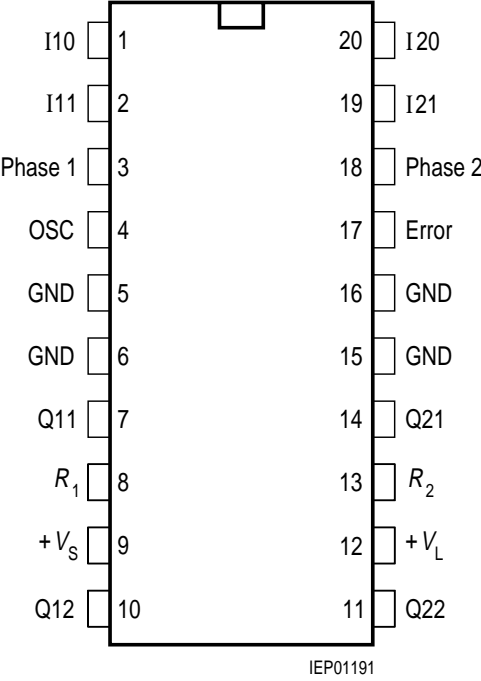 I10 1 20 I20
I11 2 19 I21
Phase 1 3 18 Phase 2
OSC 4 17 Error
GND 5 16 GND
GND 6 15 GND
Q11 7 14 Q21
R1 8 13 R2
+VS 9 12 +VL
Q12 10 11 Q22
IEP01191